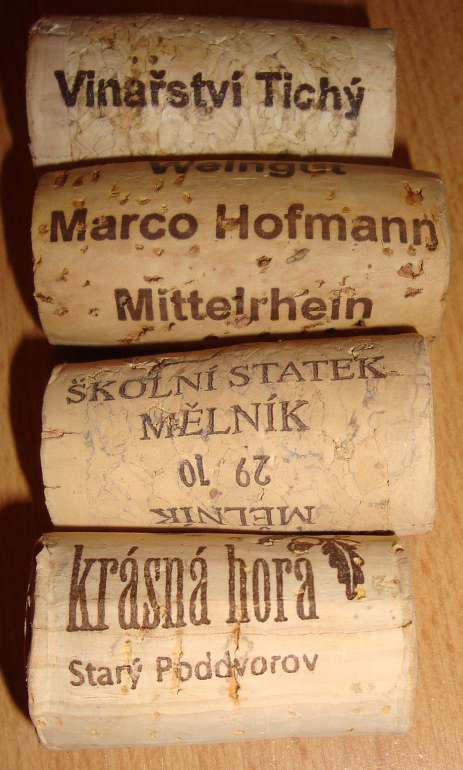 Vinařství Tichý
Weingut
Marco Hofmann
Mittelrhein
ŠKOLNÍ STATEK
MĚLNÍK
29 10
MĚLNÍK
krásná hora
Starý Poddvorov